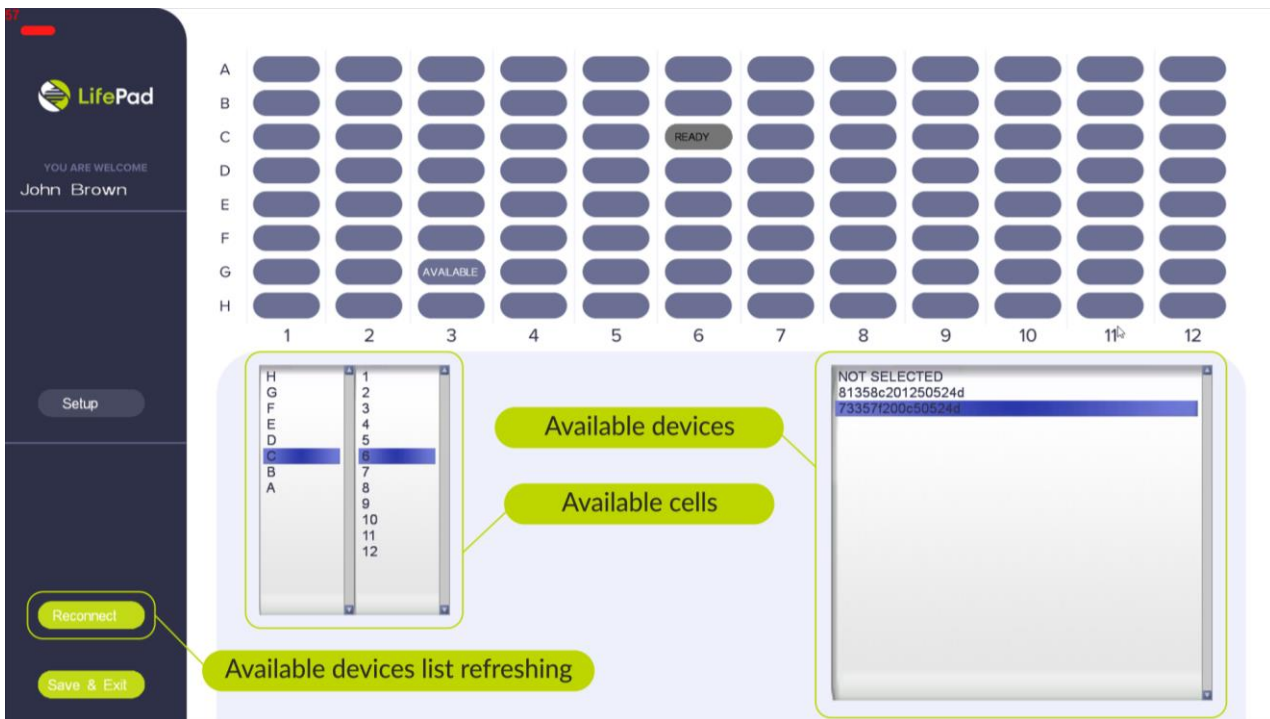 57
LifePad
YOU ARE WELCOME
John Brown
Setup
Reconnect
Save & Exit
A
B
C
READY
D
E
F
G
AVAILABLE
H
1 2 3 4 5 6 7 8 9 10 11 12
H
G
F
E
D
C
B
A
1
2
3
4
5
6
7
8
9
10
11
12
Available devices
Available cells
Available devices list refreshing
NOT SELECTED
81358c201250524d
73357f200c50524d